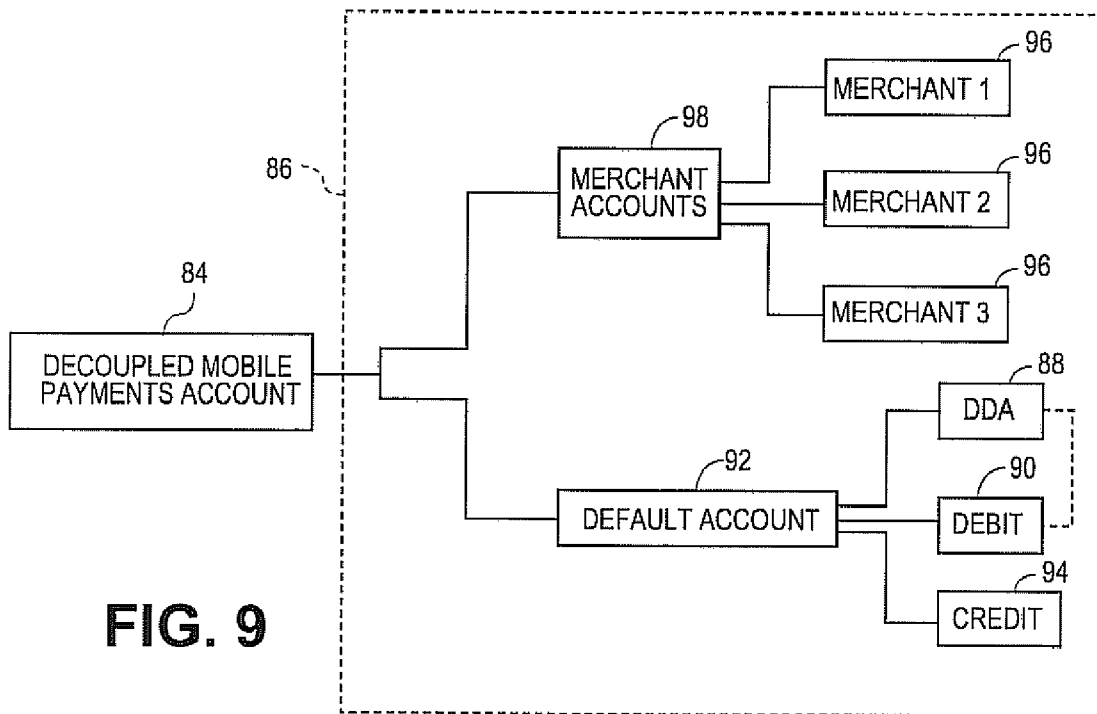 96
MERCHANT 1
98
86
MERCHANT
ACCOUNTS
96
MERCHANT 2
84
96
MERCHANT 3
DECOUPLED MOBILE
PAYMENTS ACCOUNT
88
DDA
92
90
DEFAULT ACCOUNT
DEBIT
94
CREDIT
FIG. 9